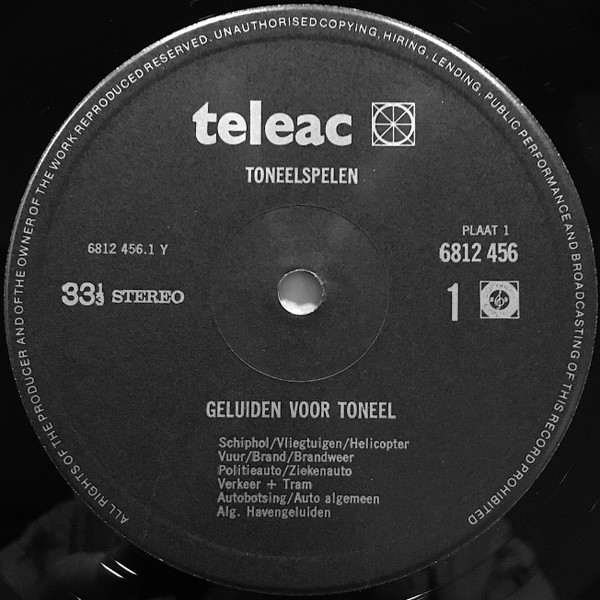 ALL RIGHTS OF THE PRODUCER AND OF THE OWNER OF THE WORK REPRODUCED RESERVED. UNAUTHORISED COPYING, HIRING, LENDING, PUBLIC PERFORMANCE AND BROADCASTING OF THIS RECORD PROHIBITED
teleac
TONEELSPELEN
PLAAT 1
6812 456.1 Y
6812 456
33⅓ STEREO
1
GELUIDEN VOOR TONEEL
Schiphol/Vliegtuigen/Helicopter
Vuur/Brand/Brandweer
Politieauto/Ziekenauto
Verkeer + Tram
Autobotsing/Auto algemeen
Alg. Havengeluiden